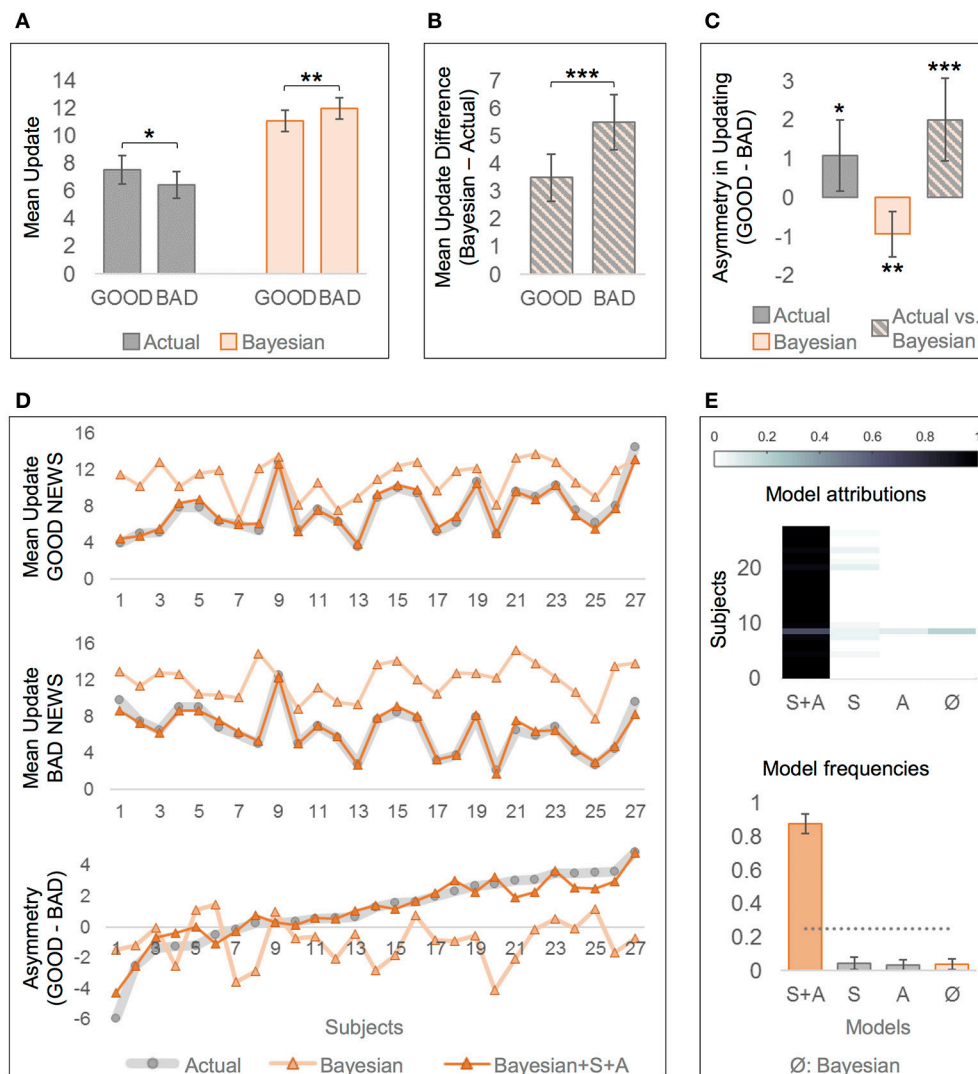 A
Mean Update
14
12
10
8
6
4
2
0
*
**
GOOD BAD GOOD BAD
Actual Bayesian
B
Mean Update Difference
(Bayesian – Actual)
7
6
5
4
3
2
1
0
***
GOOD BAD
C
Asymmetry in Updating
(GOOD - BAD)
3
2
1
0
-1
-2
*
**
***
Actual
Bayesian
Actual vs.
Bayesian
D
Mean Update
GOOD NEWS
16
12
8
4
0
1 3 5 7 9 11 13 15 17 19 21 23 25 27
Mean Update
BAD NEWS
16
12
8
4
0
1 3 5 7 9 11 13 15 17 19 21 23 25 27
Asymmetry
(GOOD - BAD)
4
2
0
-2
-4
-6
1 3 5 7 9 11 13 15 17 19 21 23 25 27
Subjects
Actual Bayesian Bayesian+S+A
E
0 0.2 0.4 0.6 0.8 1
Model attributions
Subjects
20
10
0
S+A S A Ø
Model frequencies
1
0.8
0.6
0.4
0.2
0
S+A S A Ø
Models
Ø: Bayesian